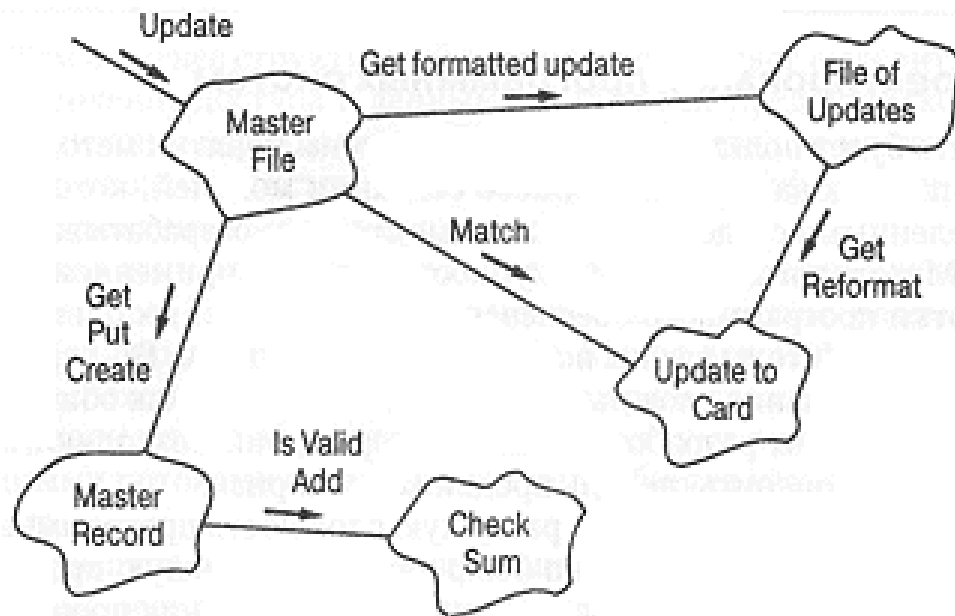 Update
Get formatted update
File of
Updates
Master
File
Match
Get
Reformat
Get
Put
Create
Update to
Card
Is Valid
Add
Master
Record
Check
Sum